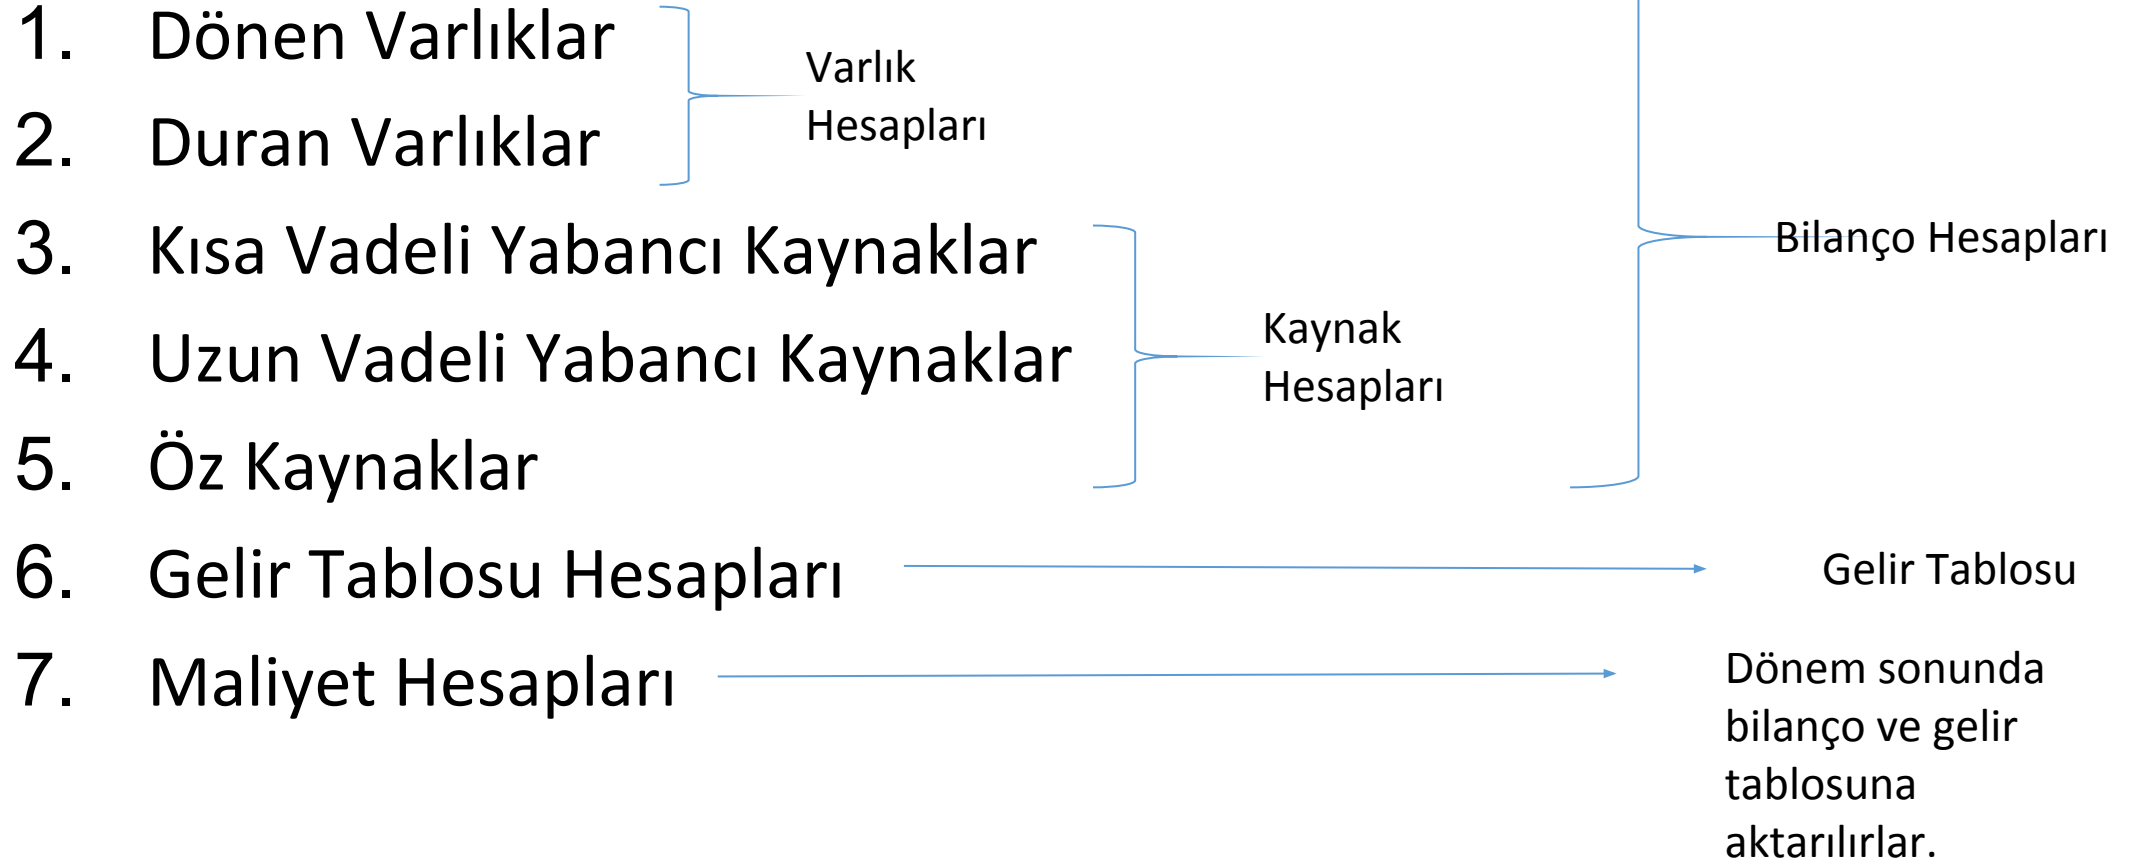 1. Dönen Varlıklar
2. Duran Varlıklar
Varlık
Hesapları
3. Kısa Vadeli Yabancı Kaynaklar
4. Uzun Vadeli Yabancı Kaynaklar
5. Öz Kaynaklar
Kaynak
Hesapları
Bilanço Hesapları
6. Gelir Tablosu Hesapları
Gelir Tablosu
7. Maliyet Hesapları
Dönem sonunda
bilanço ve gelir
tablosuna
aktarılırlar.